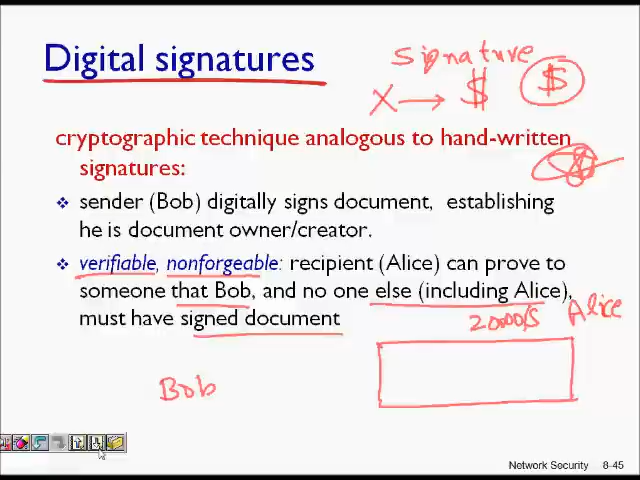 Digital signatures
Signature
X → $ $
cryptographic technique analogous to hand-written
signatures:
❖ sender (Bob) digitally signs document, establishing
he is document owner/creator.
❖ verifiable, nonforgeable: recipient (Alice) can prove to
someone that Bob, and no one else (including Alice),
must have signed document
Alice
Bob
Network Security 8-45